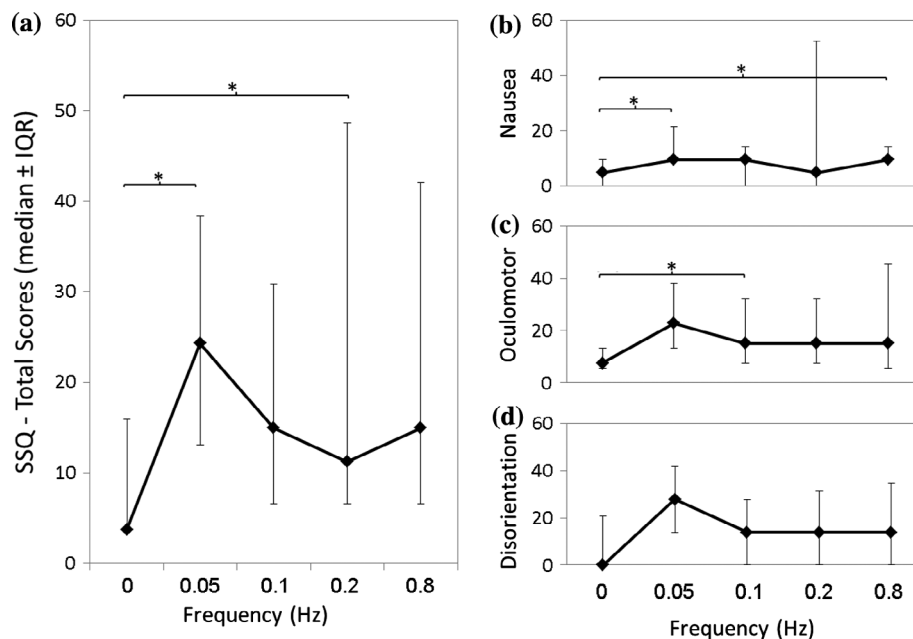 (a)
SSQ - Total Scores (median ± IQR)
60
50
40
30
20
10
0
*
*
0 0.05 0.1 0.2 0.8
Frequency (Hz)
(b)
Nausea
60
40
20
0
*
*
(c)
Oculomotor
60
40
20
0
*
(d)
Disorientation
60
40
20
0
0 0.05 0.1 0.2 0.8
Frequency (Hz)